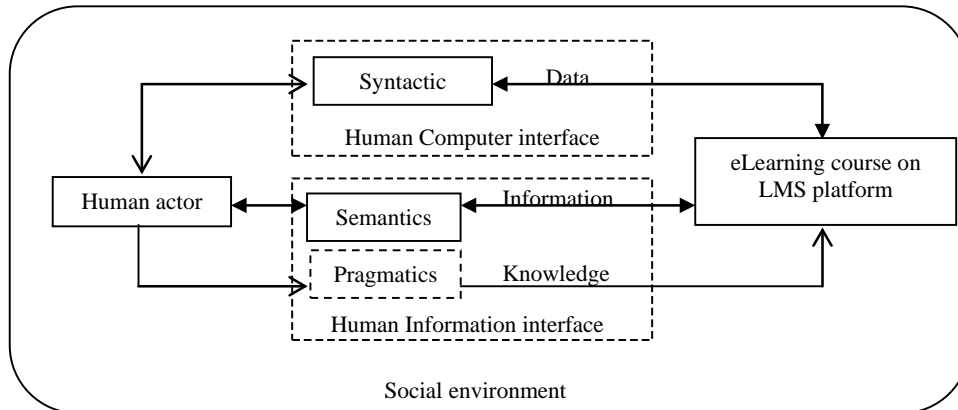 Syntactic
Data
Human Computer interface
eLearning course on
LMS platform
Human actor
Semantics
Information
Pragmatics
Knowledge
Human Information interface
Social environment